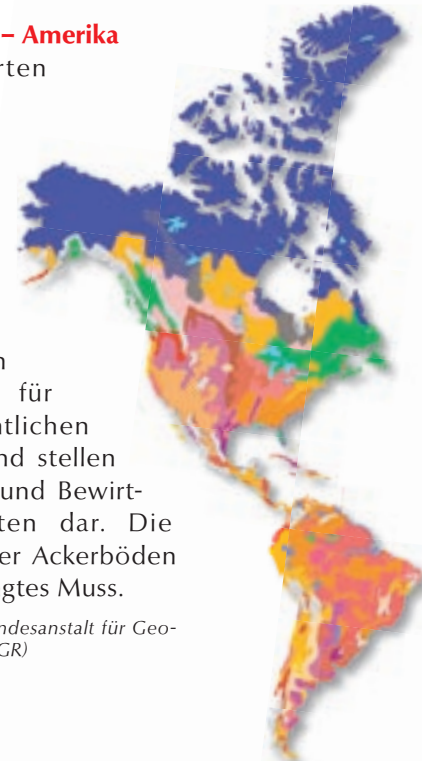 – Amerika
rten
n
für
tlichen
nd stellen
und Bewirt-
ten dar. Die
er Ackerböden
gtes Muss.
ndesanstalt für Geo-
GR)